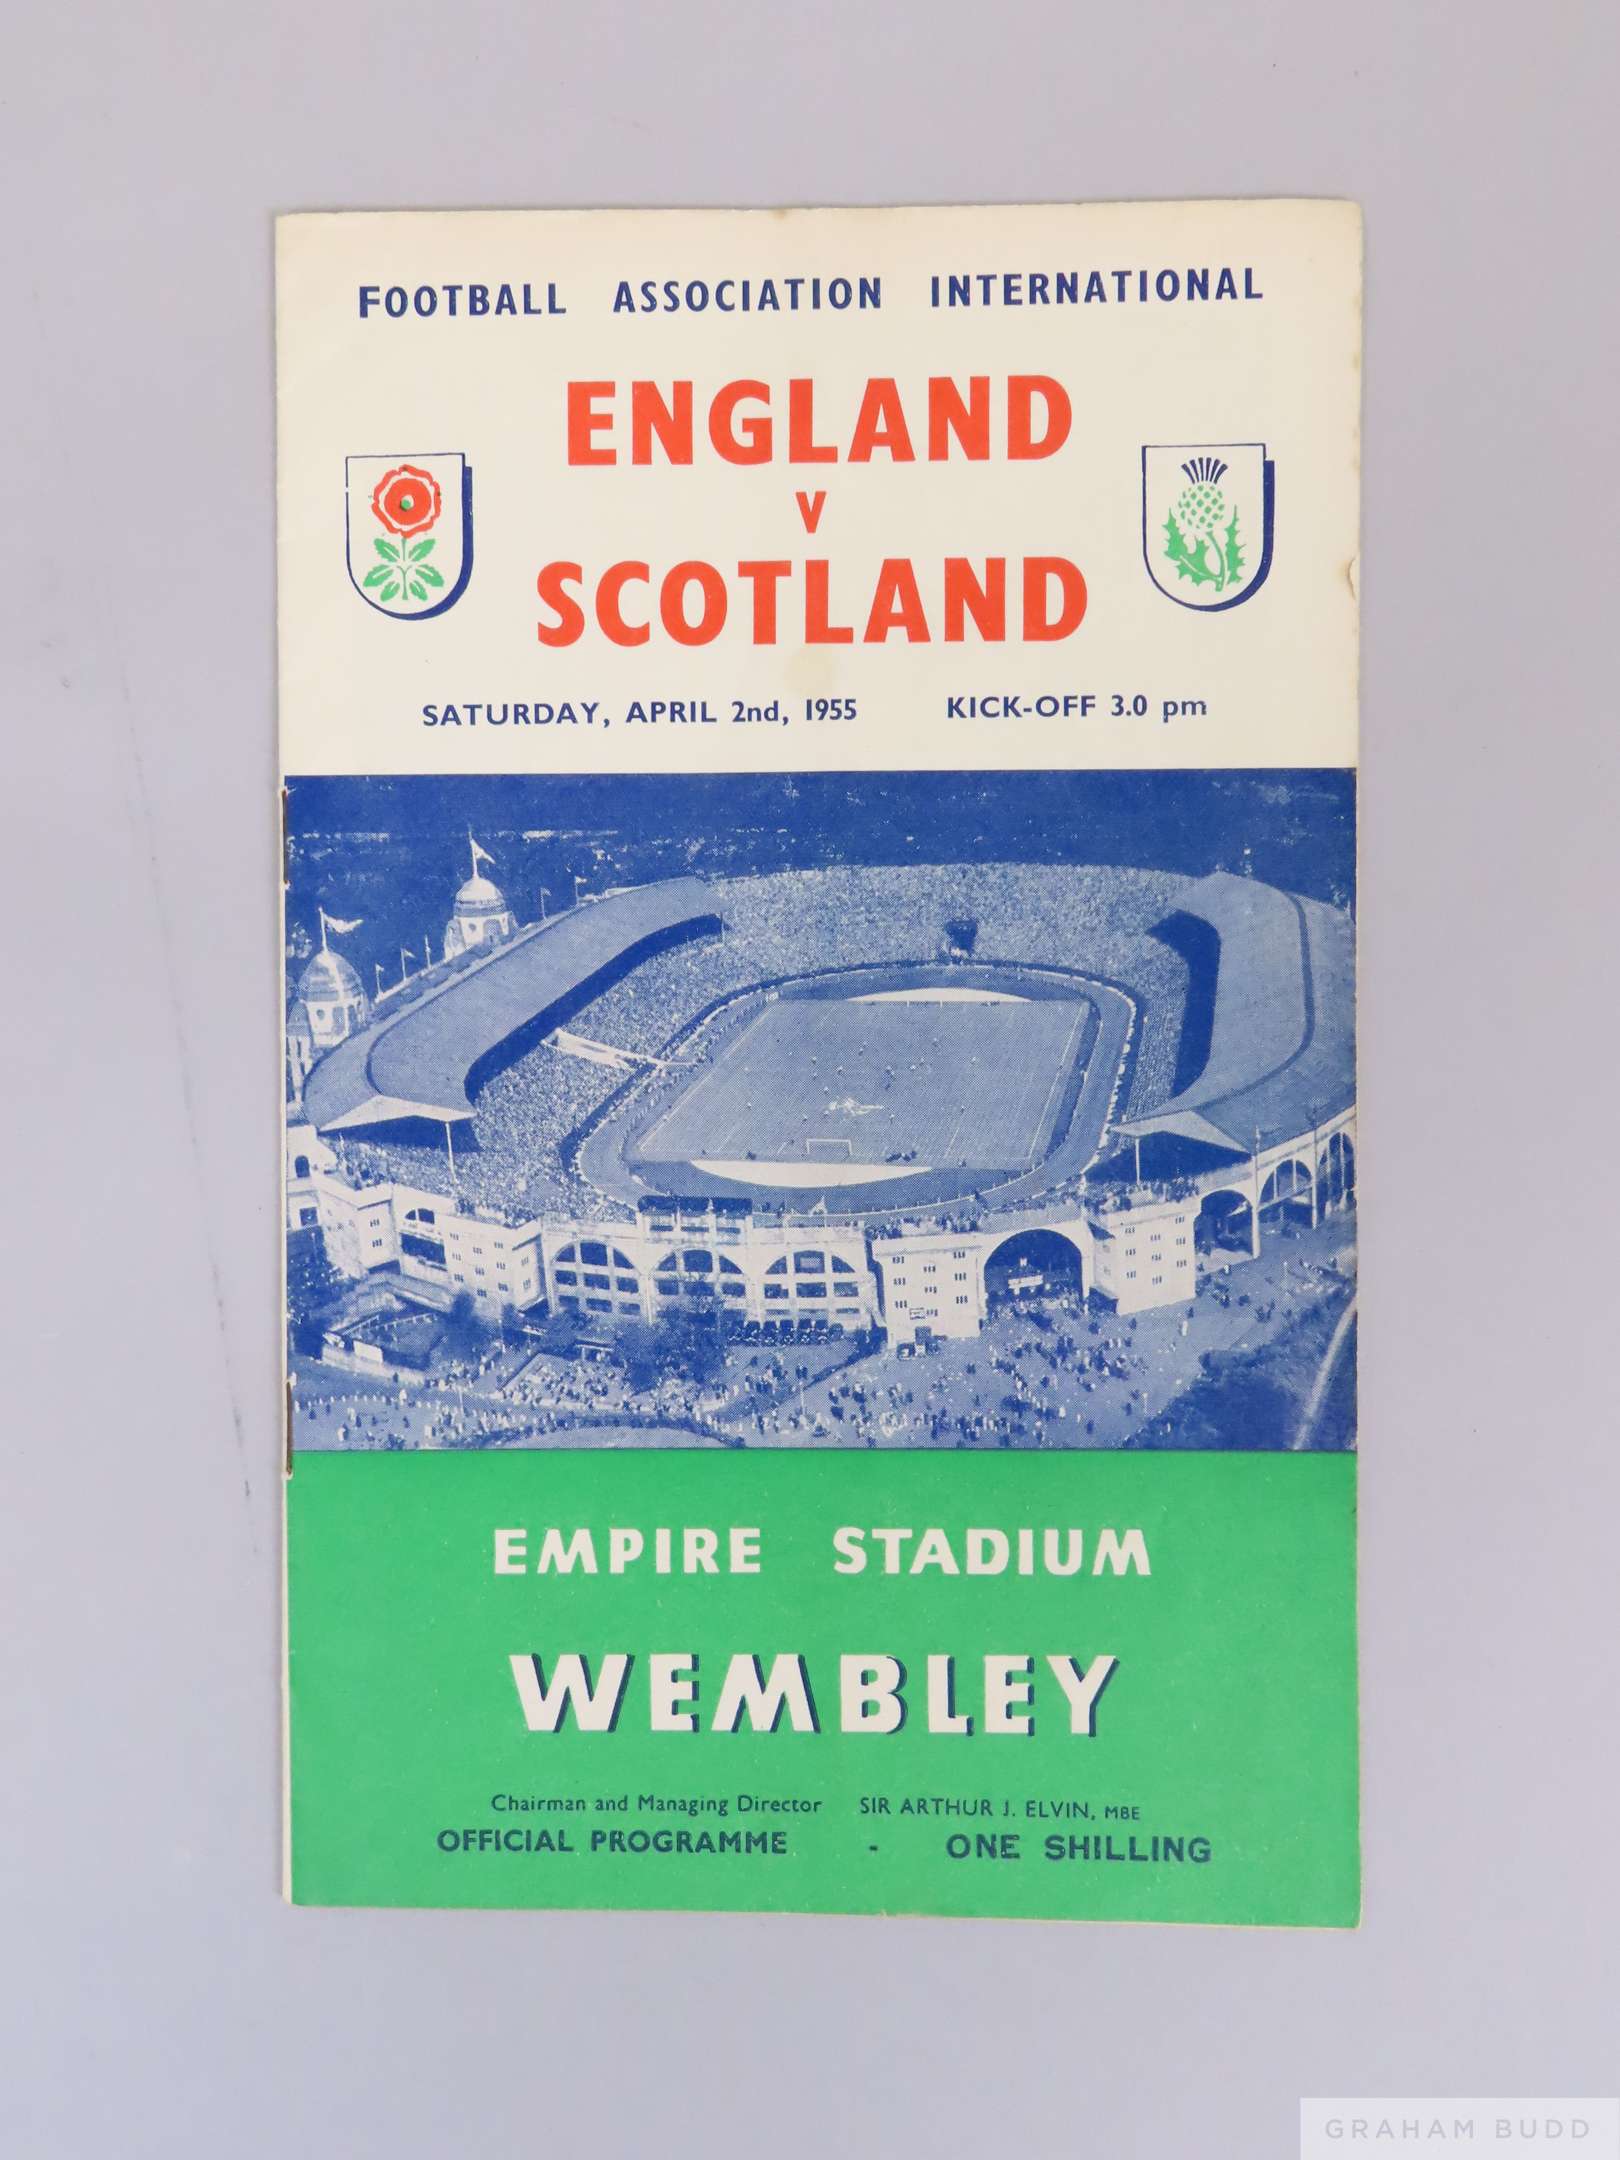 FOOTBALL ASSOCIATION INTERNATIONAL
ENGLAND
V
SCOTLAND
SATURDAY, APRIL 2nd, 1955 KICK-OFF 3.0 pm
EMPIRE STADIUM
WEMBLEY
Chairman and Managing Director SIR ARTHUR J. ELVIN, MBE
OFFICIAL PROGRAMME - ONE SHILLING
GRAHAM BUDD